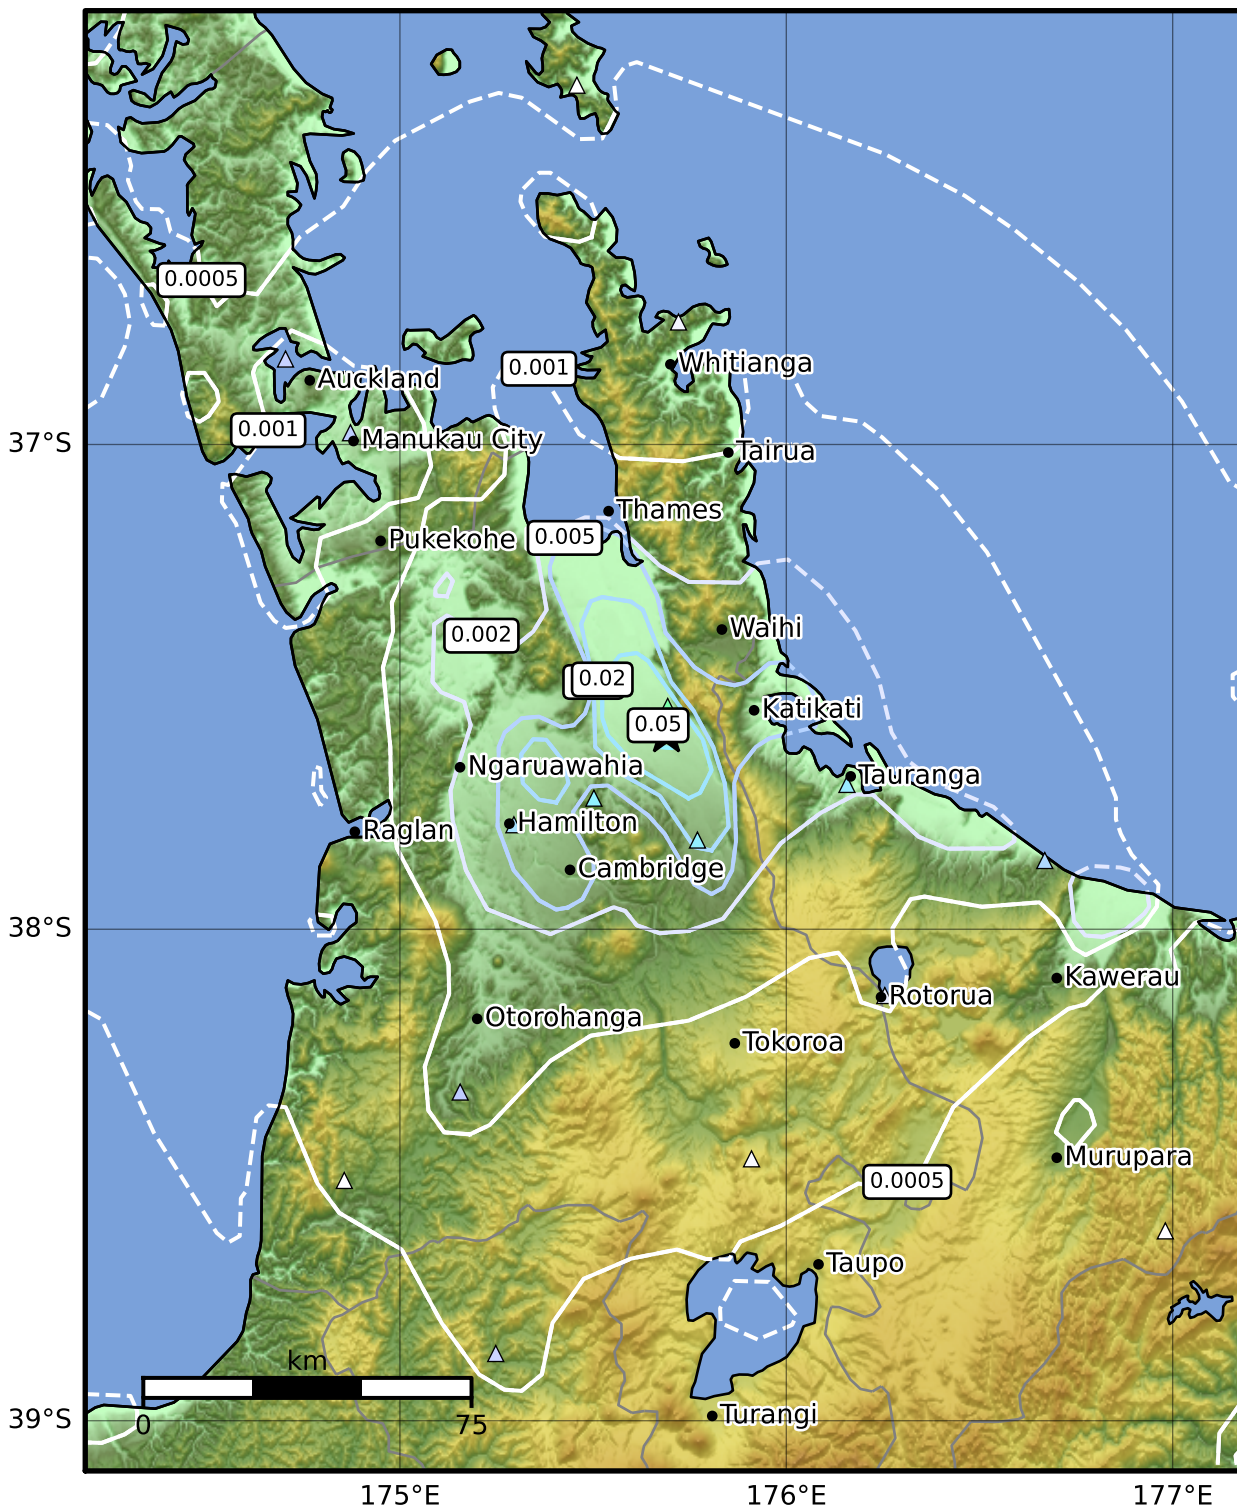 0.0005
0.001
Whitianga
Auckland
0.001
Manukau City
37°S
Tairua
Thames
0.005
Pukekohe
0.002
Waihi
0.02
Katikati
0.05
Ngaruawahia
Tauranga
Hamilton
Raglan
Cambridge
38°S
Kawerau
Rotorua
Otorohanga
Tokoroa
Murupara
0.0005
Taupo
km
0
75
39°S
Turangi
175°E
176°E
177°E